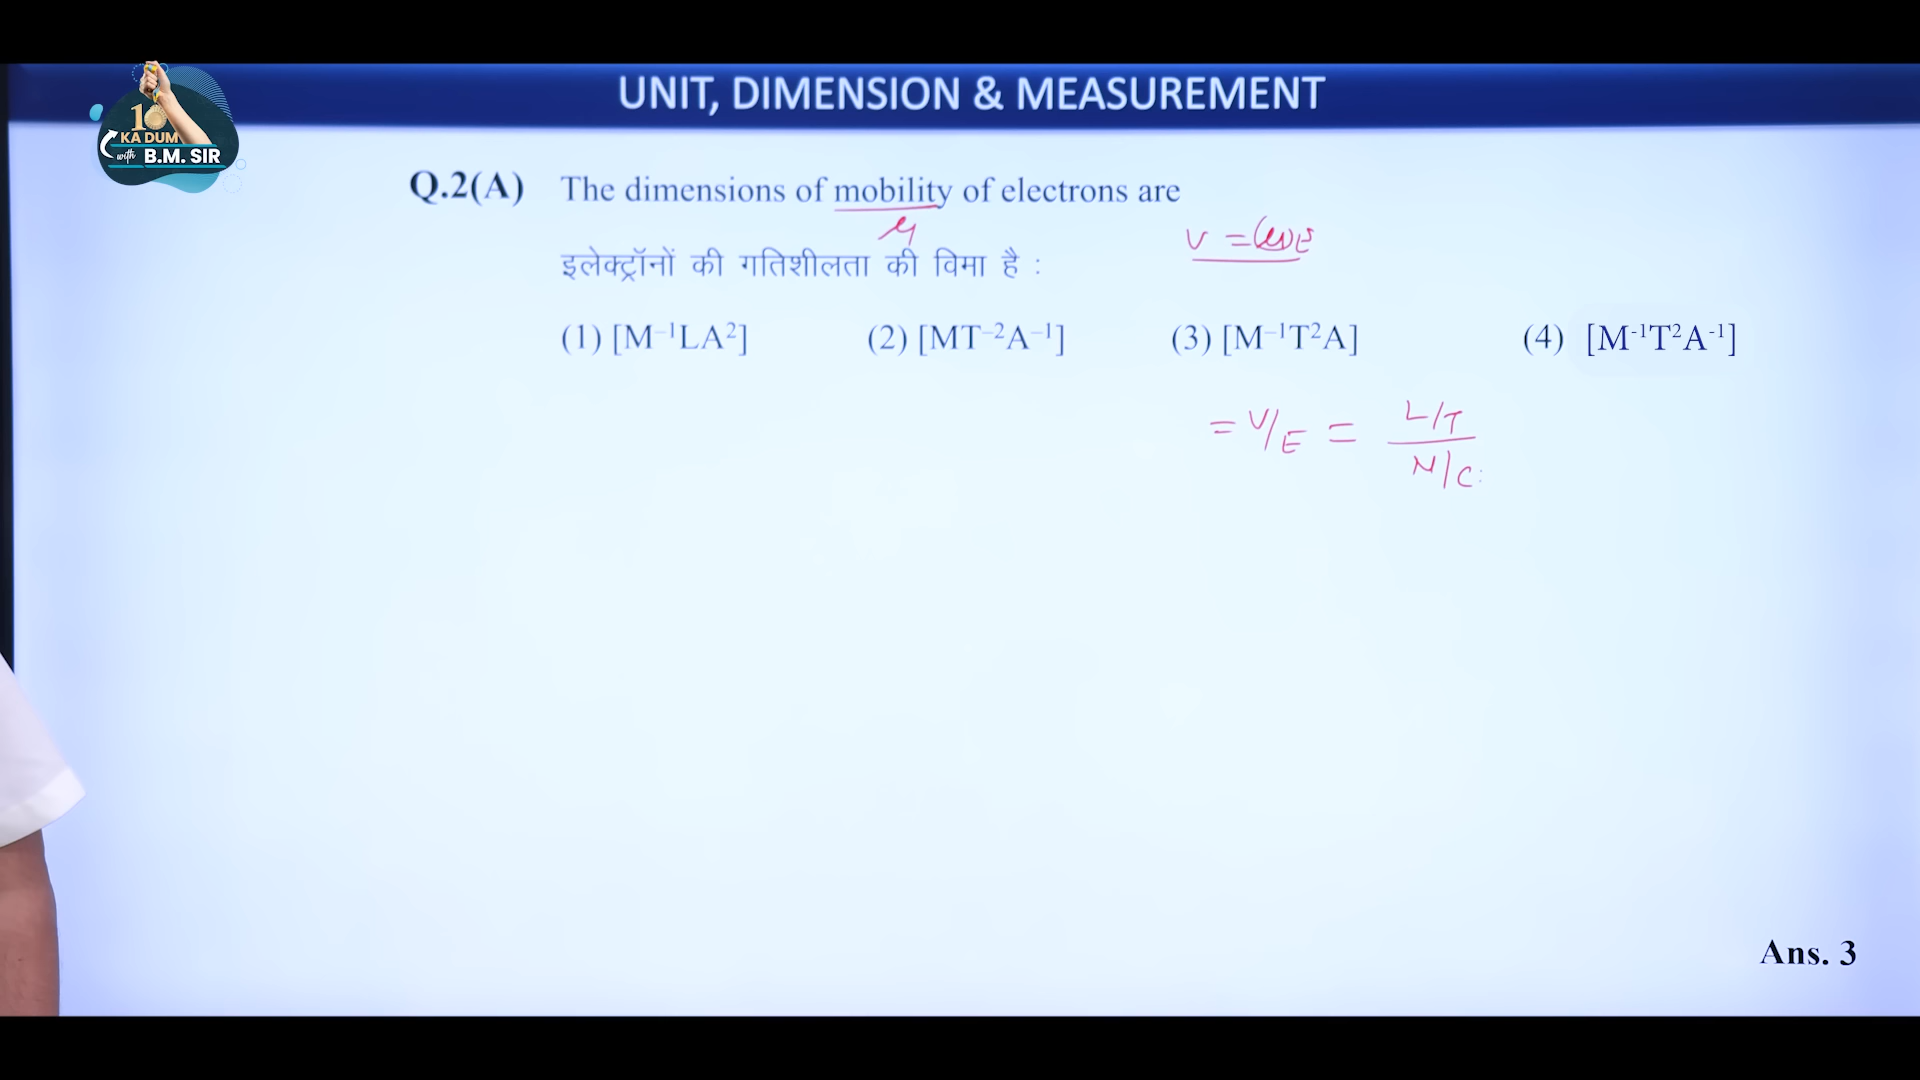 UNIT, DIMENSION & MEASUREMENT
10
KA DUM
with B.M. SIR
Q.2(A) The dimensions of mobility of electrons are
μ
v = (μ)E
इलेक्ट्रॉनों की गतिशीलता की विमा है :
(1) [M⁻¹LA²] (2) [MT⁻²A⁻¹] (3) [M⁻¹T²A] (4) [M⁻¹T²A⁻¹]
= V/E = L/T
N/C
Ans. 3